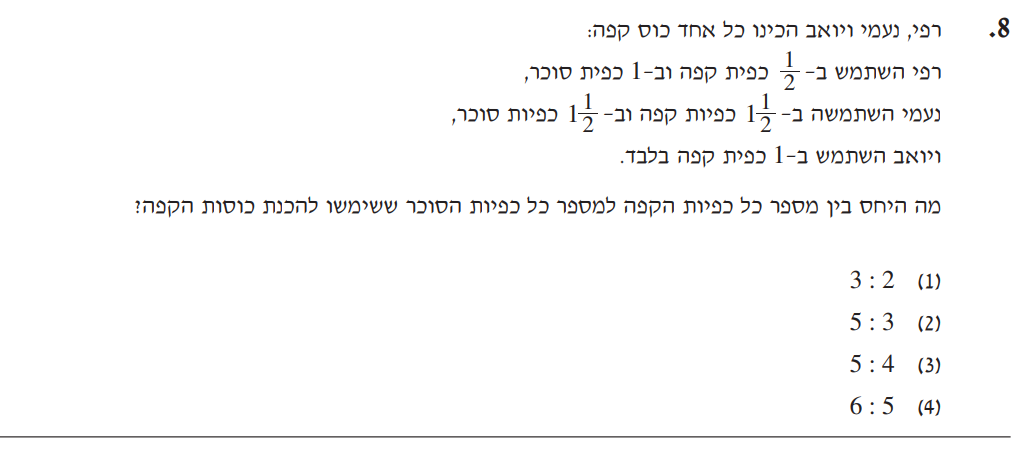 8. רפי, נעמי ויואב הכינו כל אחד כוס קפה:
רפי השתמש ב- 1/2 כפית קפה וב-1 כפית סוכר,
נעמי השתמשה ב- 1 1/2 כפיות קפה וב- 1 1/2 כפיות סוכר,
ויואב השתמש ב-1 כפית קפה בלבד.
מה היחס בין מספר כל כפיות הקפה למספר כל כפיות הסוכר ששימשו להכנת כוסות הקפה?
(1) 3 : 2
(2) 5 : 3
(3) 5 : 4
(4) 6 : 5